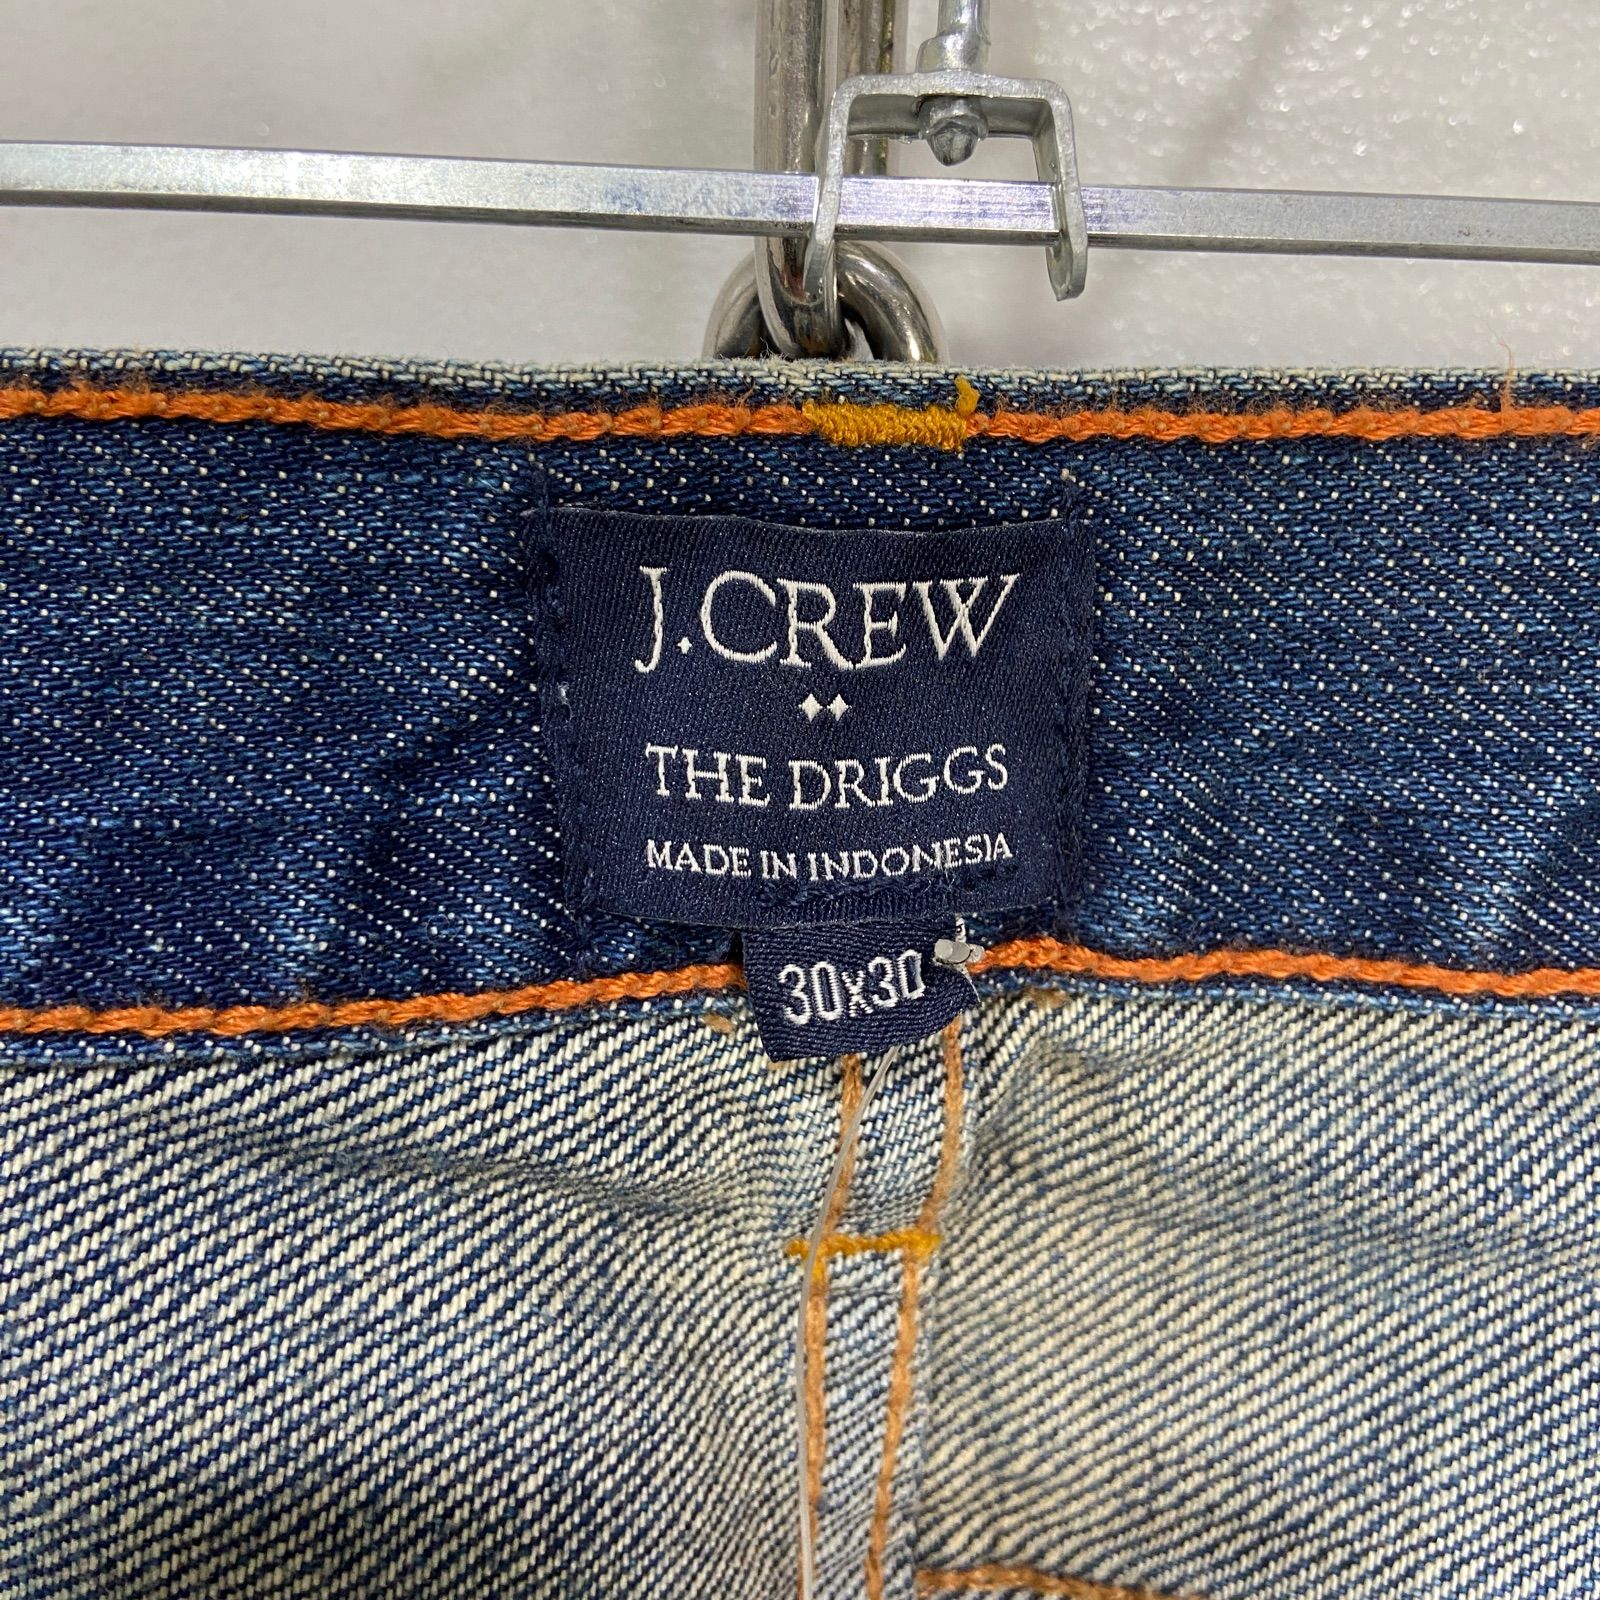 J.CREW
THE DRIGGS
MADE IN INDONESIA
30x30